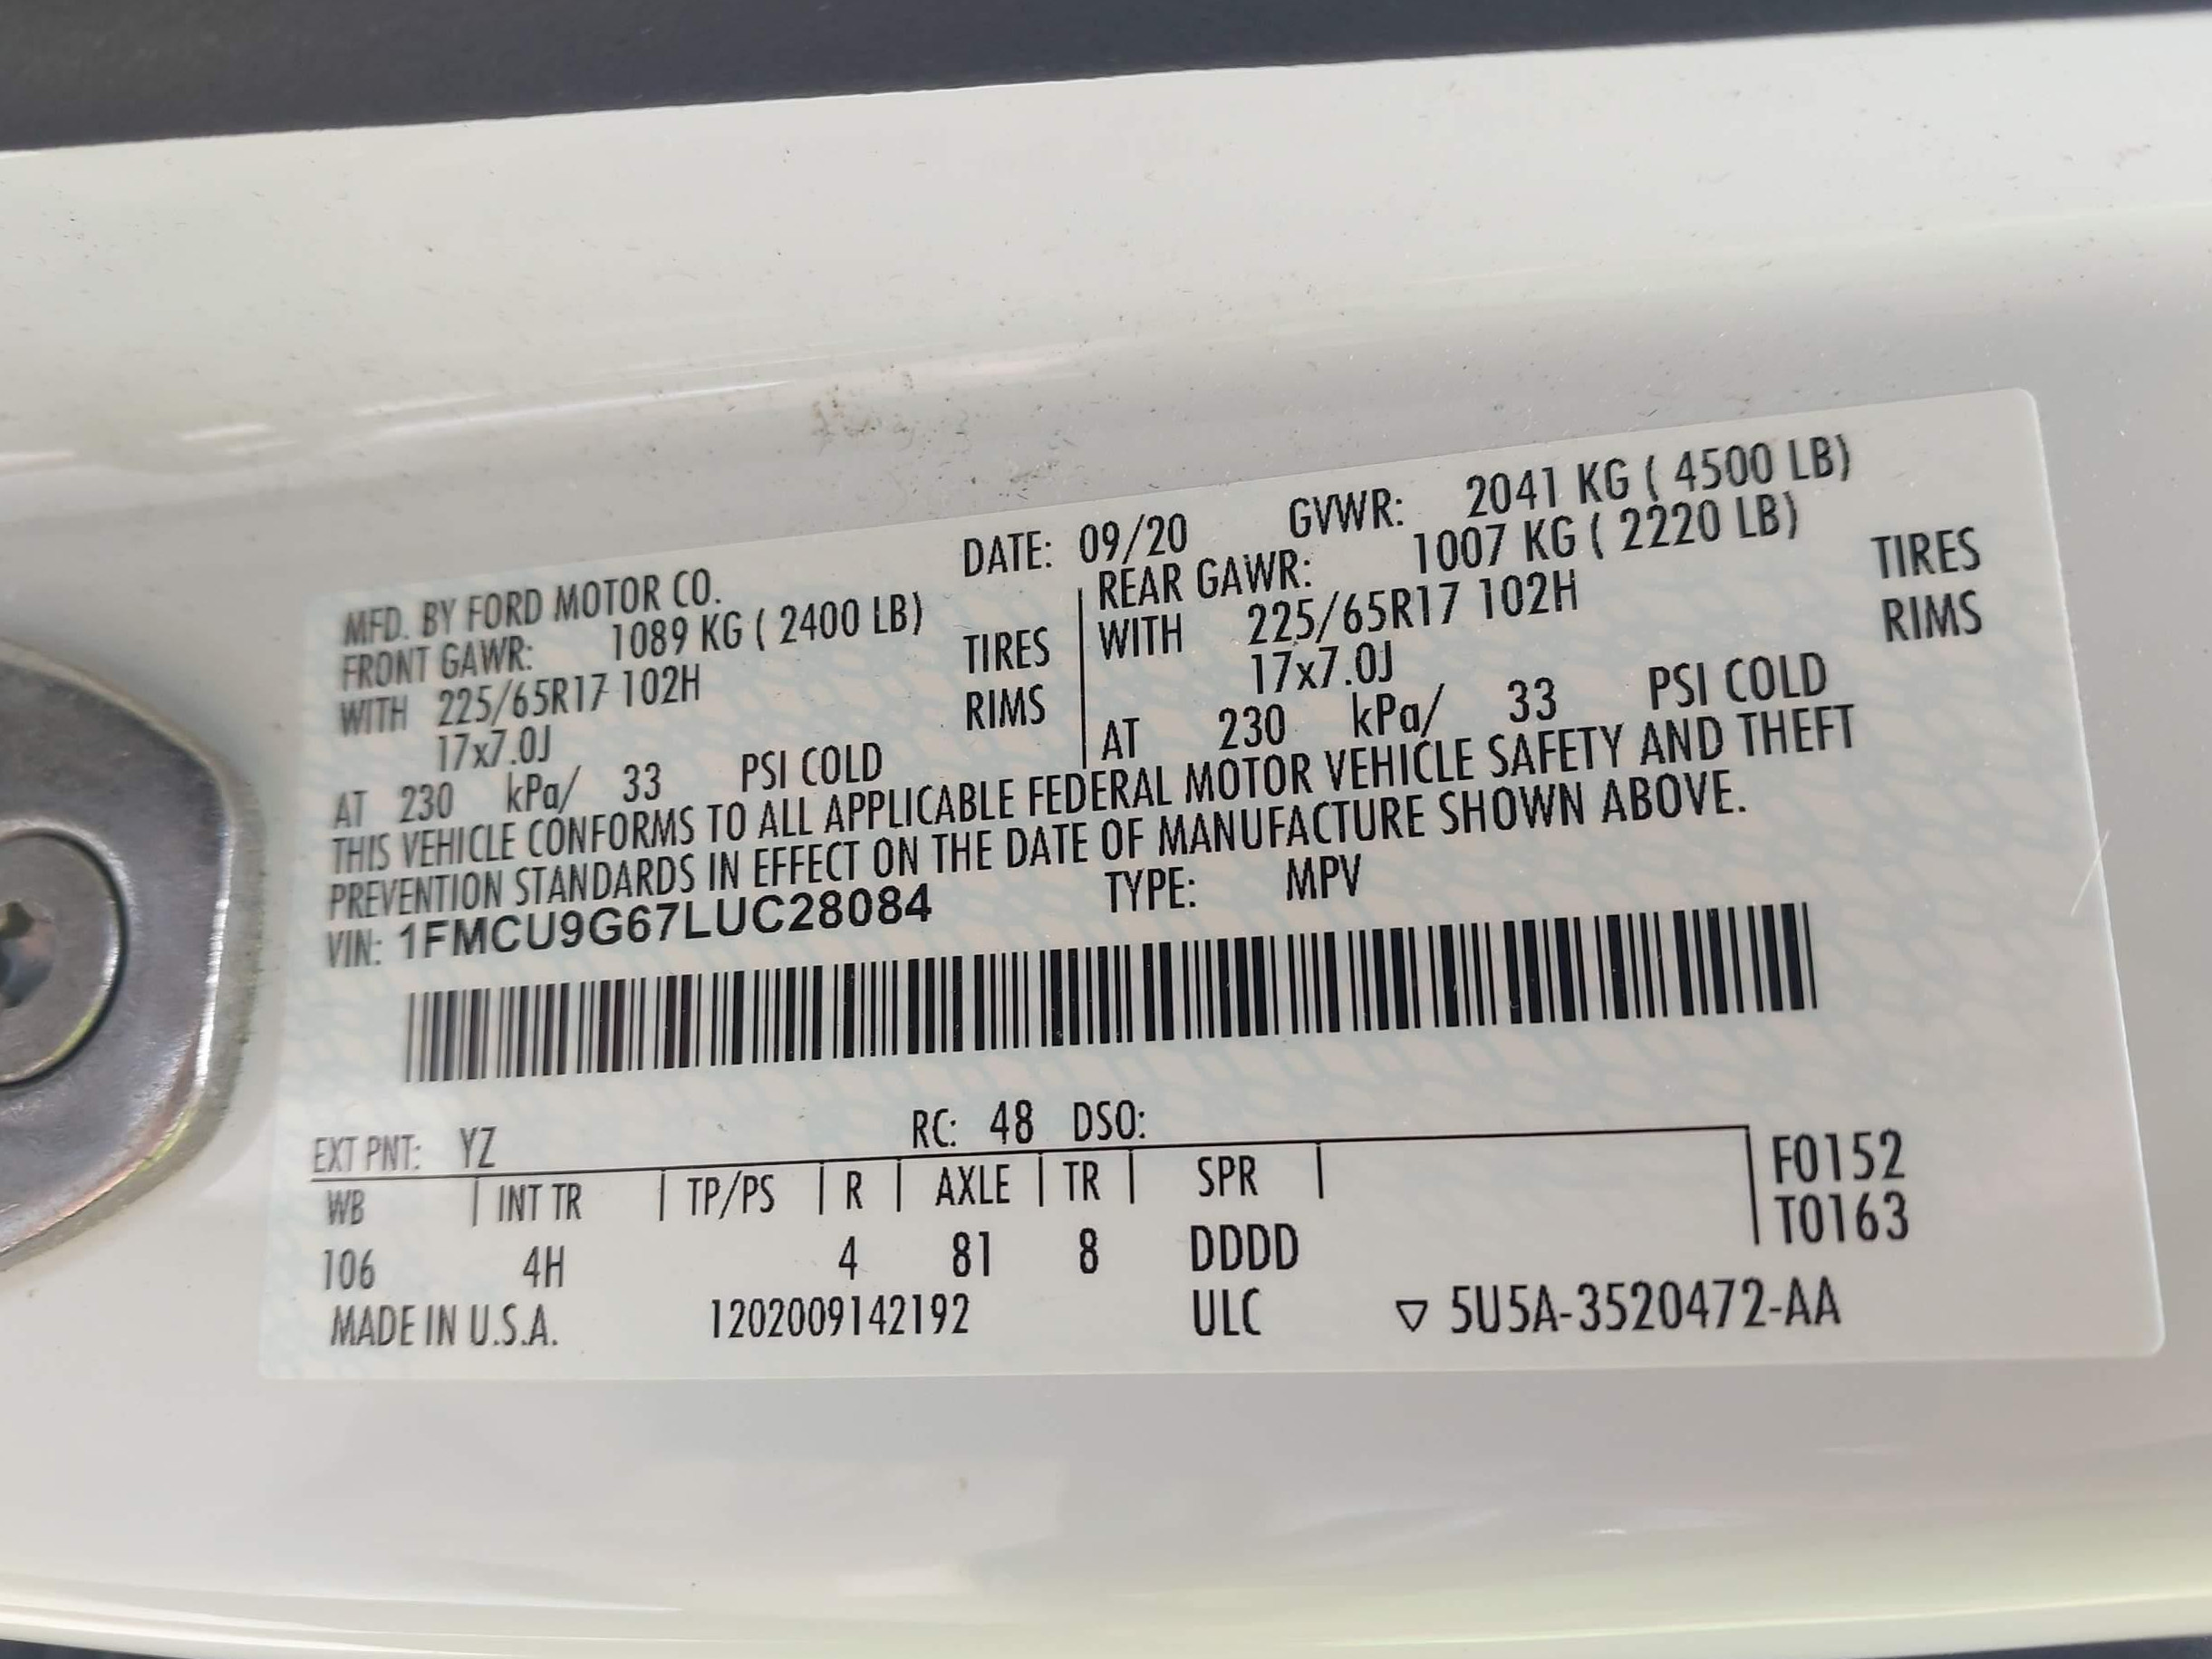 MFD. BY FORD MOTOR CO. DATE: 09/20 GVWR: 2041 KG ( 4500 LB)
FRONT GAWR: 1089 KG ( 2400 LB) REAR GAWR: 1007 KG ( 2220 LB)
WITH 225/65R17 102H TIRES WITH 225/65R17 102H TIRES
17x7.0J RIMS 17x7.0J RIMS
AT 230 kPa/ 33 PSI COLD AT 230 kPa/ 33 PSI COLD
THIS VEHICLE CONFORMS TO ALL APPLICABLE FEDERAL MOTOR VEHICLE SAFETY AND THEFT
PREVENTION STANDARDS IN EFFECT ON THE DATE OF MANUFACTURE SHOWN ABOVE.
VIN: 1FMCU9G67LUC28084 TYPE: MPV
EXT PNT: YZ RC: 48 DSO:
WB INT TR TP/PS R AXLE TR SPR F0152
T0163
106 4H 4 81 8 DDDD
MADE IN U.S.A. 1202009142192 ULC ▽ 5U5A-3520472-AA